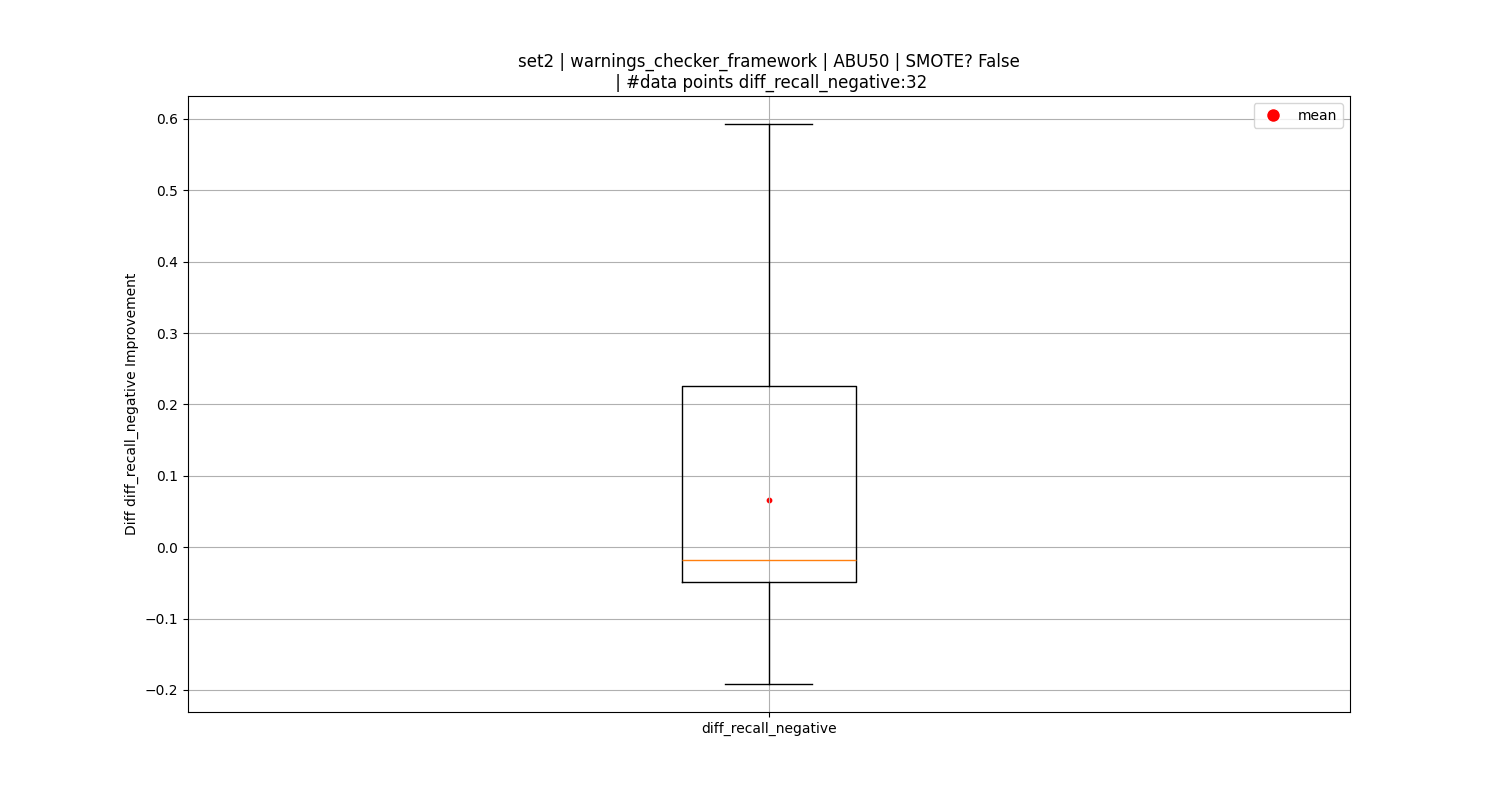 set2 | warnings_checker_framework | ABU50 | SMOTE? False
| #data points diff_recall_negative:32
mean
Diff diff_recall_negative Improvement
0.6
0.5
0.4
0.3
0.2
0.1
0.0
−0.1
−0.2
diff_recall_negative